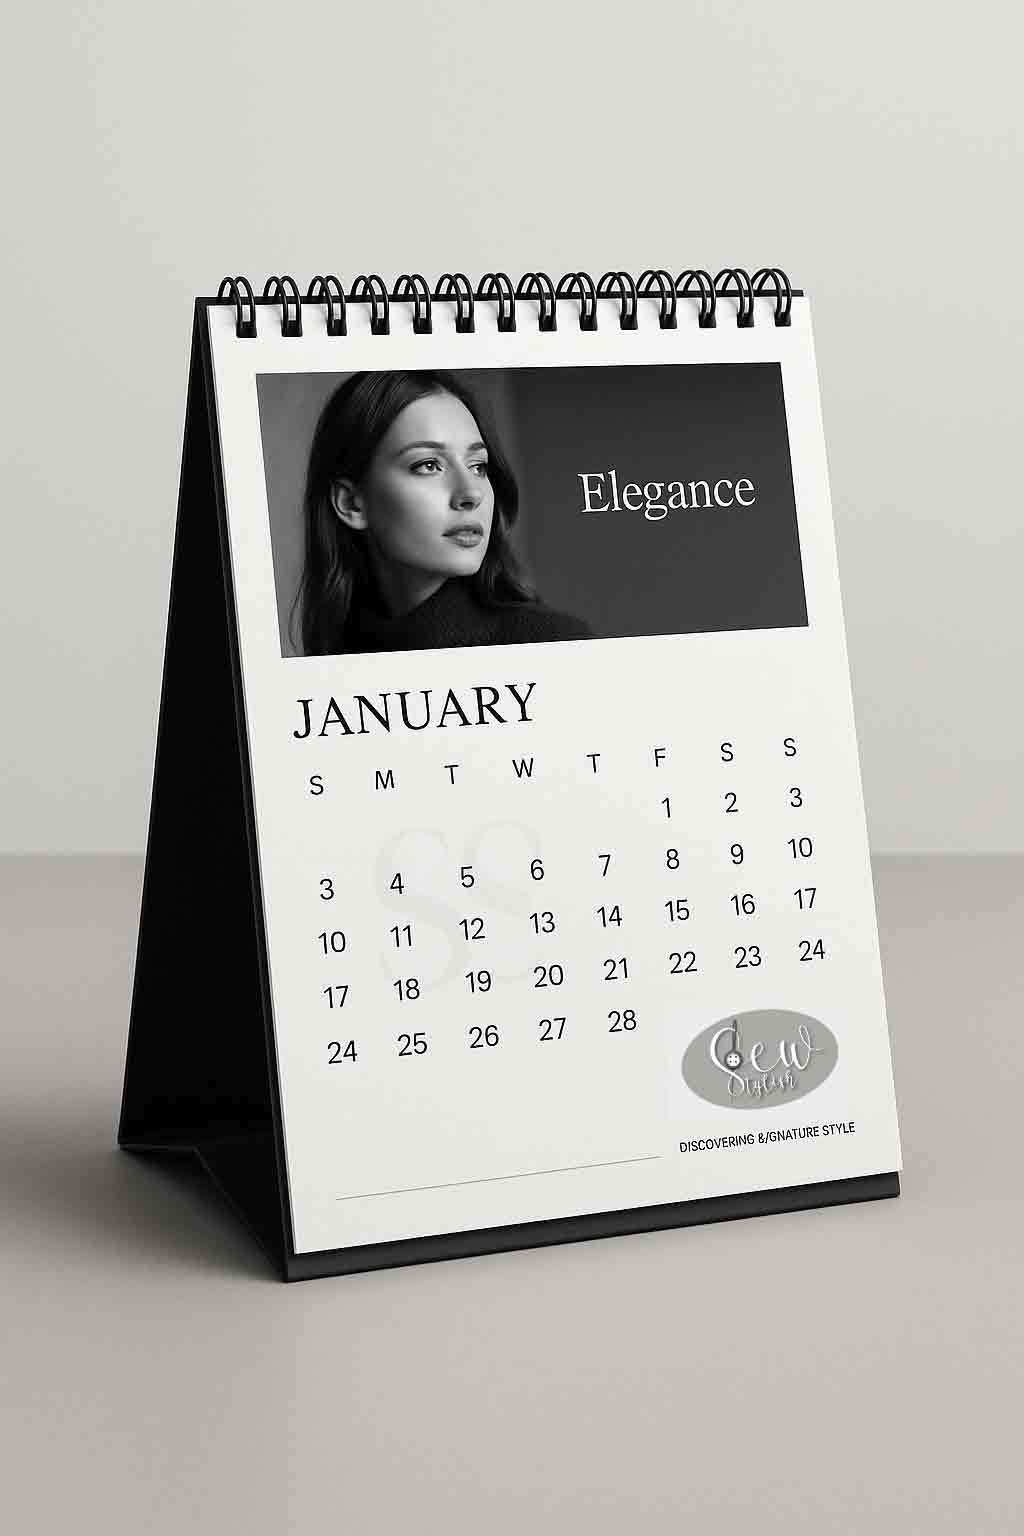 Elegance
JANUARY
S M T W T F S S
1 2 3
3 4 5 6 7 8 9 10
10 11 12 13 14 15 16 17
17 18 19 20 21 22 23 24
24 25 26 27 28
SS
Sew
Stylish
DISCOVERING &/GNATURE STYLE